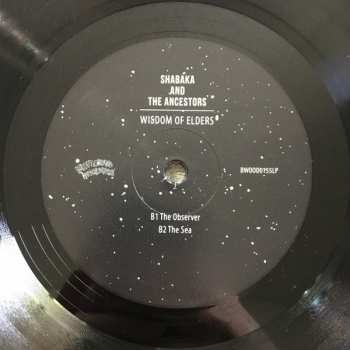 SHABAKA
AND
THE ANCESTORS
WISDOM OF ELDERS
BWOOD0155LP
B1 The Observer
B2 The Sea